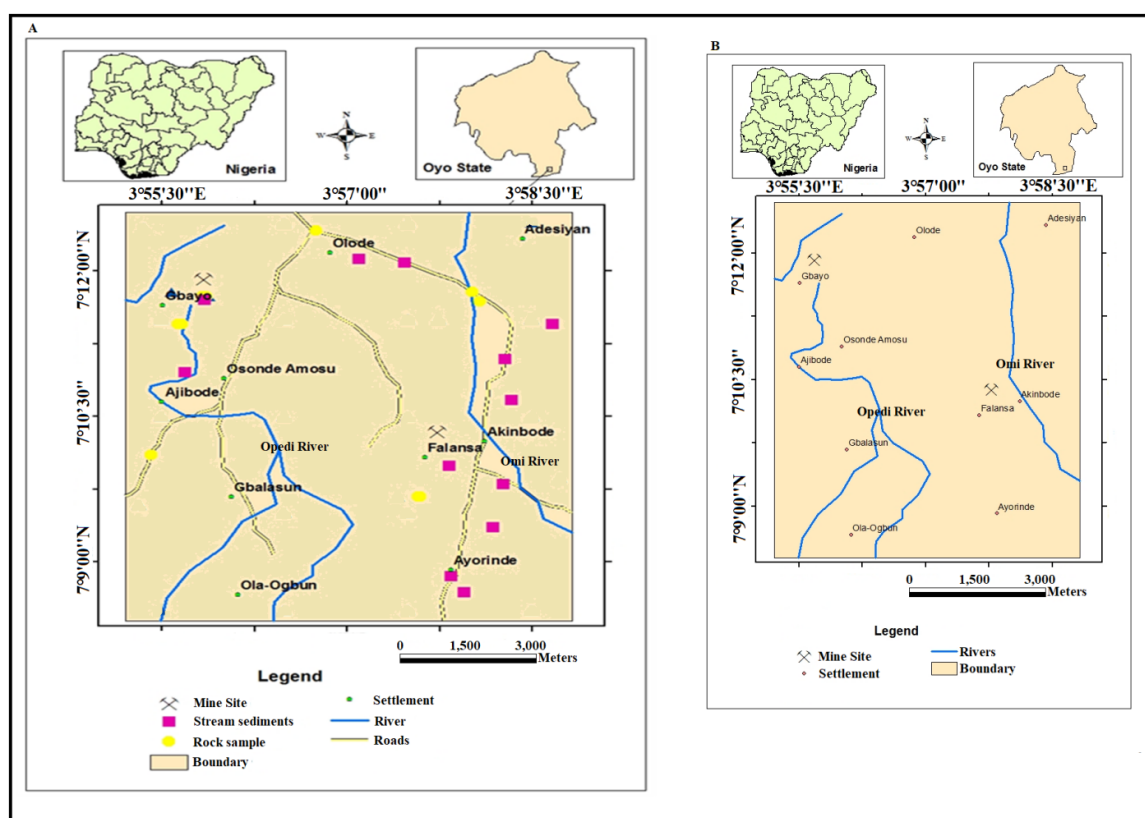 A
Nigeria
N
W E
S
Oyo State
3°55'30''E
3°57'00''
3°58'30''E
7°12'00''N
7°10'30''
7°9'00''N
Adesiyan
Olode
Gbayo
Osonde Amosu
Ajibode
Opedi River
Akinbode
Falansa
Omi River
Gbalasun
Ayorinde
Ola-Ogbun
0 1,500 3,000
Meters
Legend
Mine Site
Stream sediments
Rock sample
Boundary
Settlement
River
Roads
B
Nigeria
N
W E
S
Oyo State
3°55'30''E
3°57'00''
3°58'30''E
7°12'00''N
7°10'30''
7°9'00''N
Adesiyan
Olode
Gbayo
Osonde Amosu
Ajibode
Omi River
Akinbode
Opedi River
Falansa
Gbalasun
Ayorinde
Ola-Ogbun
0 1,500 3,000
Meters
Legend
Mine Site
Settlement
Rivers
Boundary